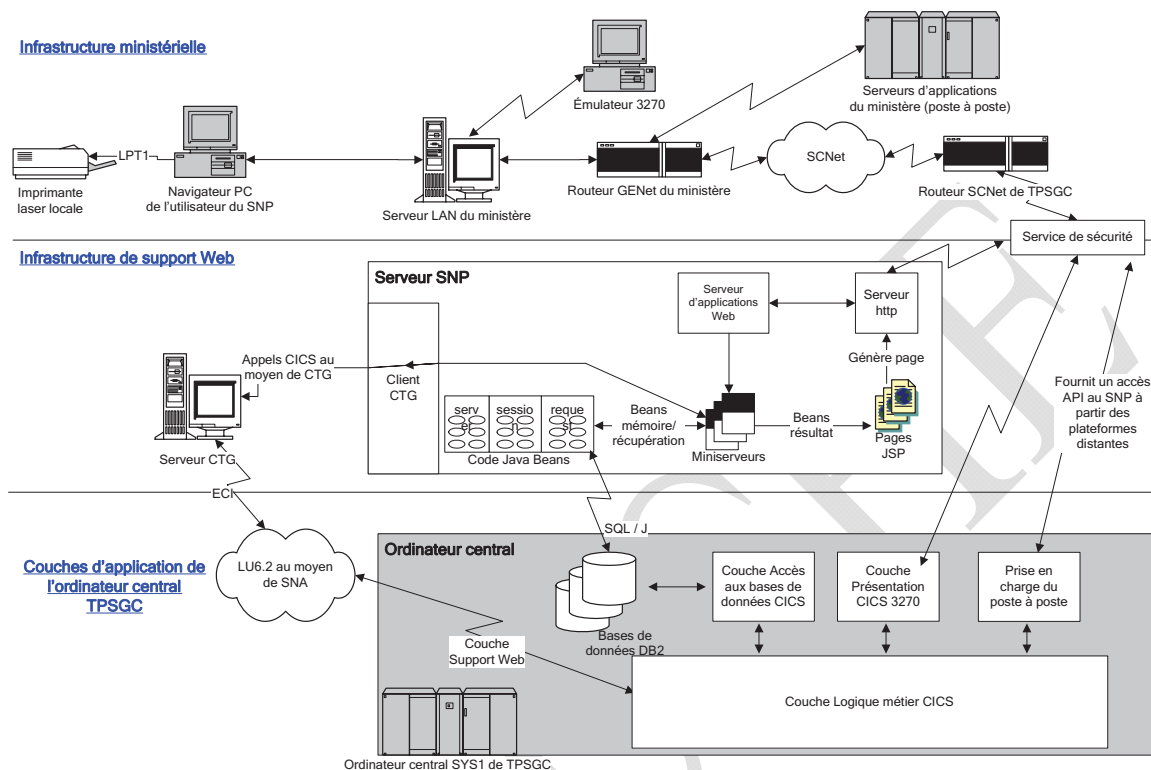 Infrastructure ministérielle
Émulateur 3270
Serveurs d'applications
du ministère (poste à poste)
LPT1
SCNet
Imprimante
laser locale
Navigateur PC
de l'utilisateur du SNP
Serveur LAN du ministère
Routeur GENet du ministère
Routeur SCNet de TPSGC
Service de sécurité
Infrastructure de support Web
Serveur SNP
Serveur
d'applications
Web
Serveur
http
Appels CICS au
moyen de CTG
Client
CTG
Génère page
Fournit un accès
API au SNP à
partir des
plateformes
distantes
serv
er
sessio
n
reque
st
Beans
mémoire/
récupération
Beans
résultat
Code Java Beans
Miniserveurs
Pages
JSP
Serveur CTG
ECI
SQL / J
Ordinateur central
Couches d'application de
l'ordinateur central
TPSGC
LU6.2 au moyen
de SNA
Couche Accès
aux bases de
données CICS
Couche
Présentation
CICS 3270
Prise en
charge du
poste à poste
Bases de
données DB2
Couche
Support Web
Couche Logique métier CICS
Ordinateur central SYS1 de TPSGC